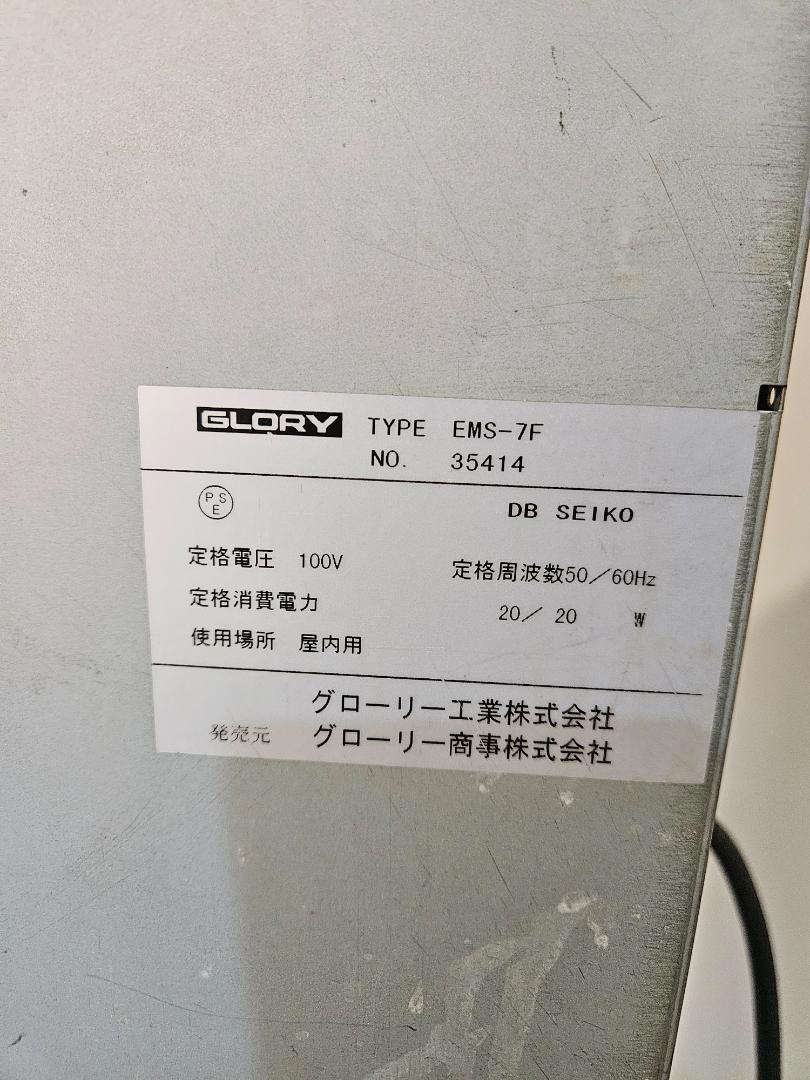 GLORY TYPE EMS-7F
NO. 35414
PSE
DB SEIKO
定格電圧 100V 定格周波数50/60Hz
定格消費電力 20/20 W
使用場所 屋内用
グローリー工業株式会社
発売元 グローリー商事株式会社